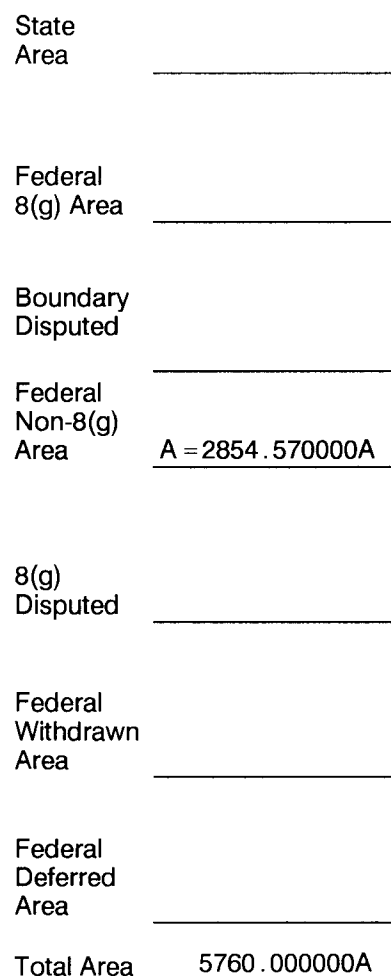 State
Area
Federal
8(g) Area
Boundary
Disputed
Federal
Non-8(g)
Area A = 2854.570000A
8(g)
Disputed
Federal
Withdrawn
Area
Federal
Deferred
Area
Total Area 5760.000000A